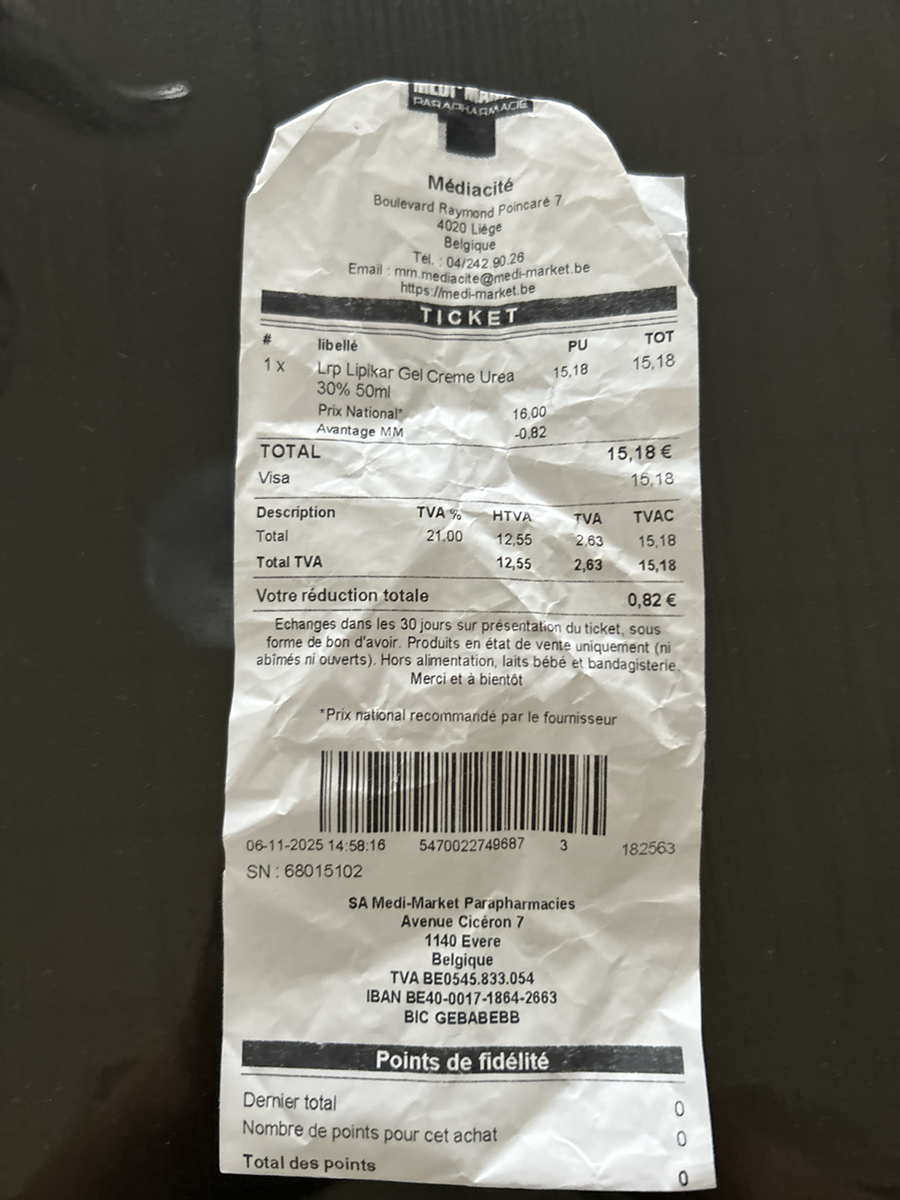 PARAPHARMACIE
Médiacité
Boulevard Raymond Poincaré 7
4020 Liège
Belgique
Tél. : 04/242.90.26
Email : mm.mediacite@medi-market.be
https://medi-market.be
TICKET
# libellé PU TOT
1 x Lrp Lipikar Gel Creme Urea 15,18 15,18
30% 50ml
Prix National* 16,00
Avantage MM -0,82
TOTAL 15,18 €
Visa 15,18
Description TVA % HTVA TVA TVAC
Total 21,00 12,55 2,63 15,18
Total TVA 12,55 2,63 15,18
Votre réduction totale 0,82 €
Echanges dans les 30 jours sur présentation du ticket, sous
forme de bon d'avoir. Produits en état de vente uniquement (ni
abîmés ni ouverts). Hors alimentation, laits bébé et bandagisterie.
Merci et à bientôt
*Prix national recommandé par le fournisseur
06-11-2025 14:58:16 5470022749687 3 182563
SN : 68015102
SA Medi-Market Parapharmacies
Avenue Cicéron 7
1140 Evere
Belgique
TVA BE0545.833.054
IBAN BE40-0017-1864-2663
BIC GEBABEBB
Points de fidélité
Dernier total 0
Nombre de points pour cet achat 0
Total des points 0